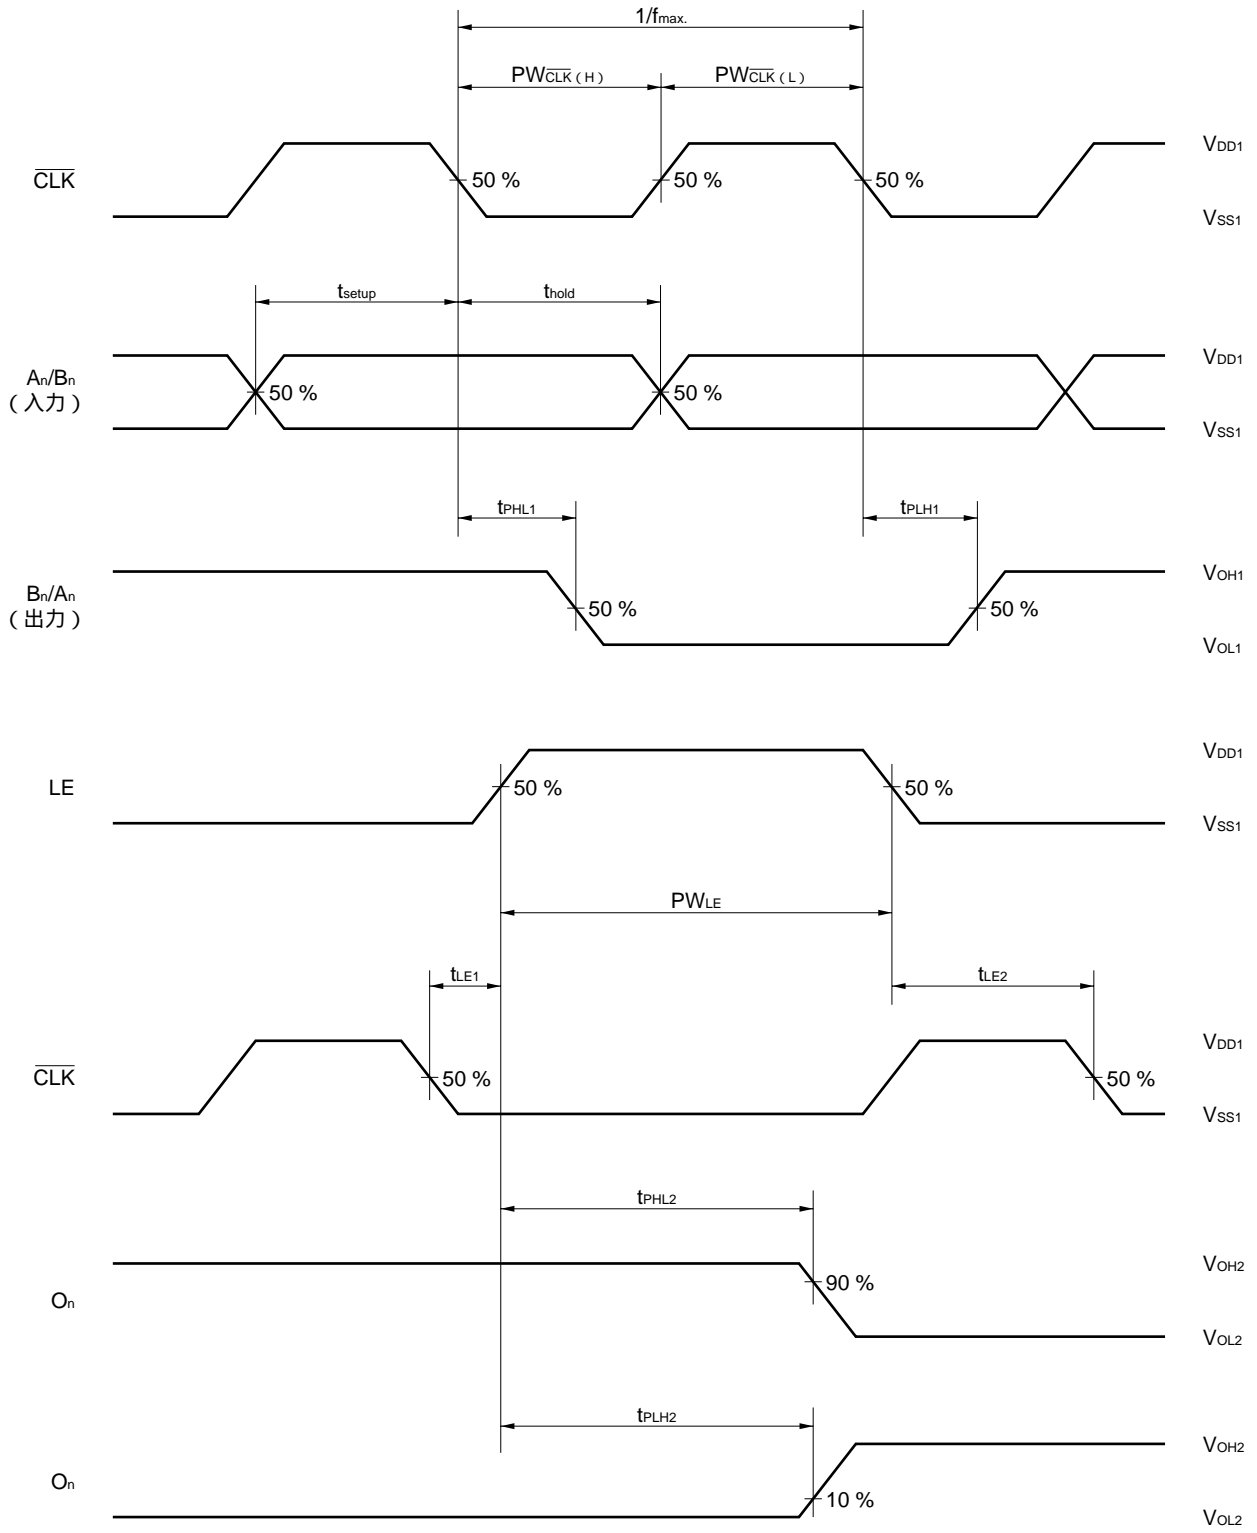 1/fmax.
PWCLK ( H ) PWCLK ( L )
CLK 50 % 50 % 50 % VDD1
VSS1
tsetup thold
An/Bn
( 入力 ) 50 % 50 % VDD1
VSS1
tPHL1 tPLH1
Bn/An
( 出力 ) 50 % 50 % VOH1
VOL1
LE 50 % 50 % VDD1
VSS1
PWLE
tLE1 tLE2
CLK 50 % 50 % VDD1
VSS1
tPHL2
On 90 % VOH2
VOL2
tPLH2
On 10 % VOH2
VOL2